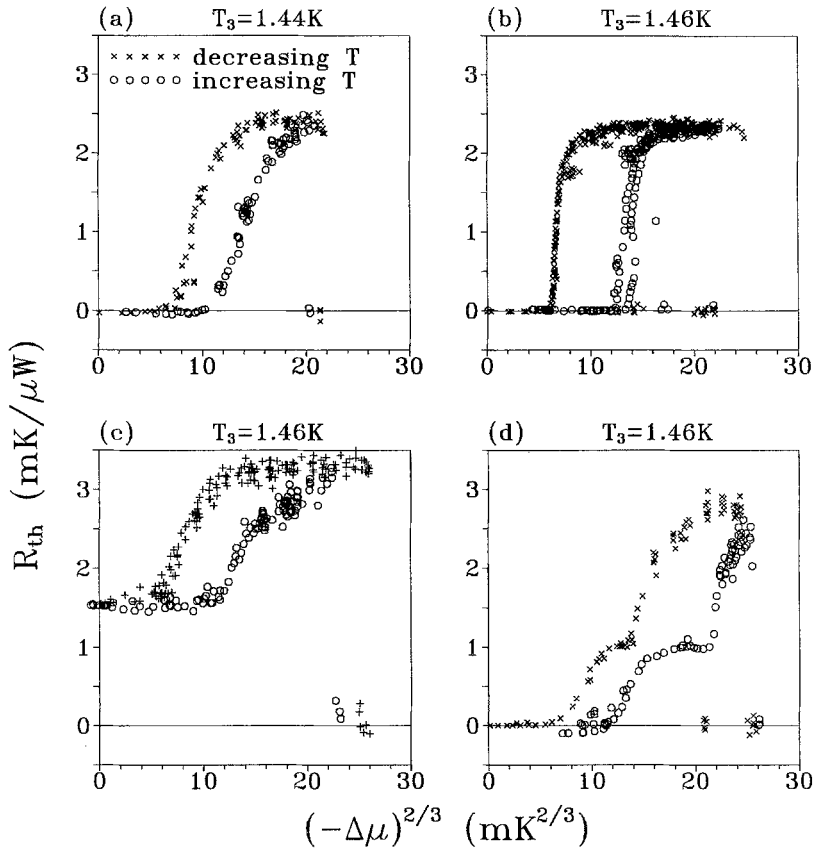 (a) T₃=1.44K
(b) T₃=1.46K
× × × × × decreasing T
○ ○ ○ ○ ○ increasing T
3
2
1
0
0 10 20 30
3
2
1
0
0 10 20 30
(c) T₃=1.46K
(d) T₃=1.46K
3
2
1
0
0 10 20 30
3
2
1
0
0 10 20 30
R_th (mK/μW)
(-Δμ)^2/3 (mK^2/3)